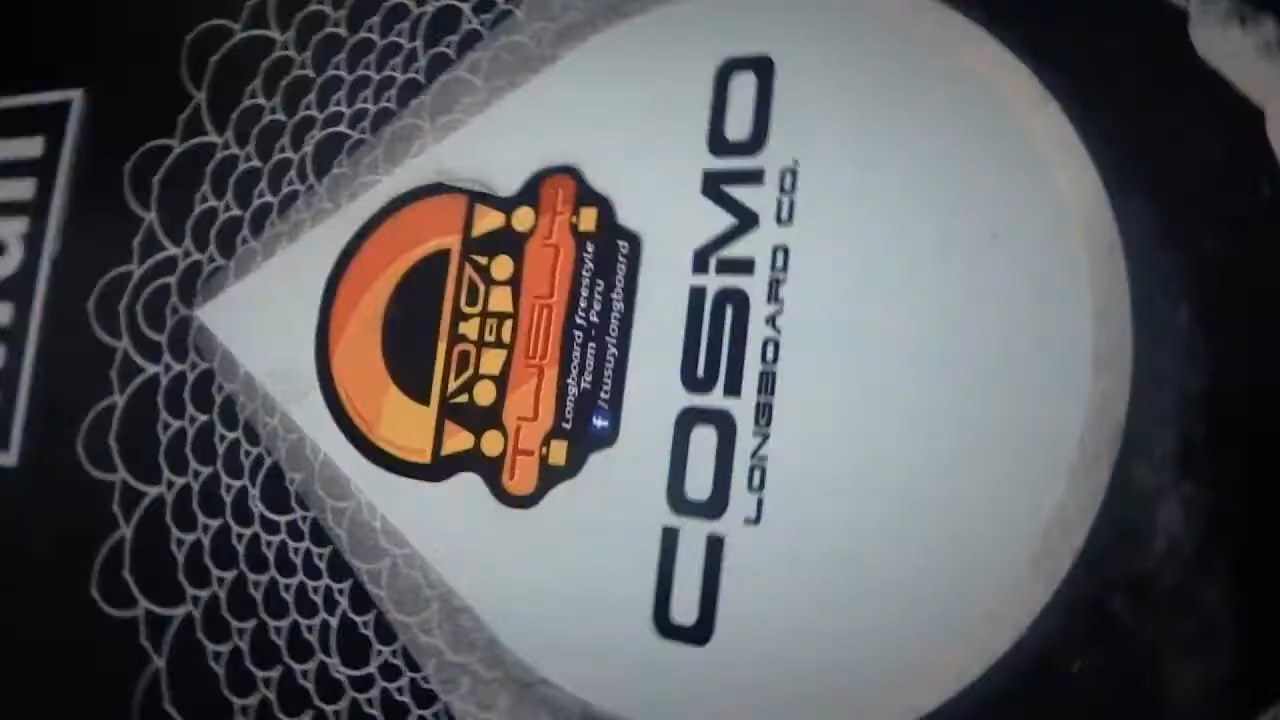 TUSUY
Longboard freestyle
Team - Peru
f/tusuylongboard
COSMO
LONGBOARD CO.